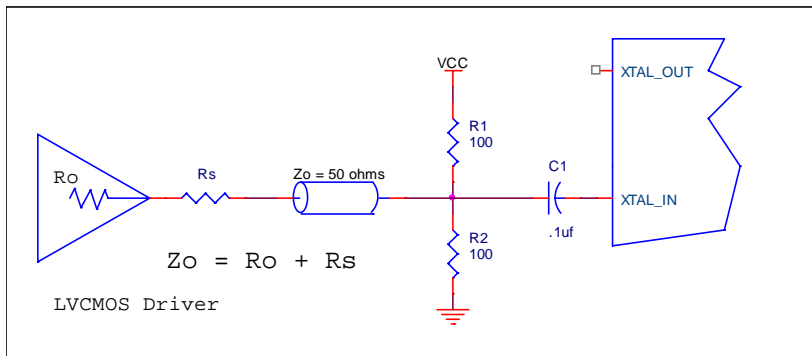 VCC
XTAL_OUT
R1
100
Ro
Rs
Zo = 50 ohms
C1
XTAL_IN
.1uf
R2
100
Zo = Ro + Rs
LVCMOS Driver